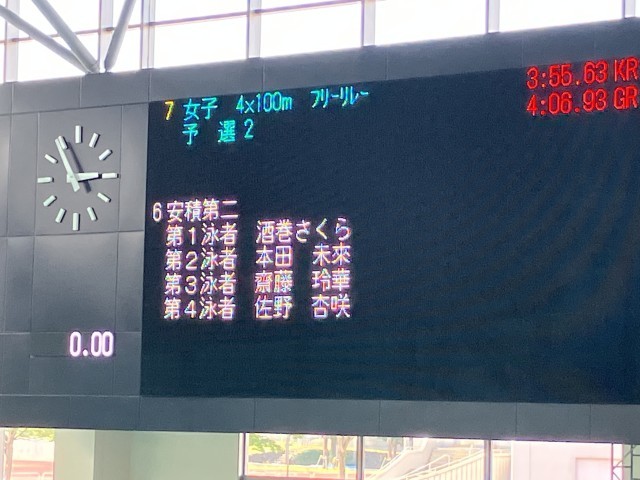 7 女子 4×100m フリーリレー 3:55.63 KR
予 選 2 4:06.93 GR
6 安積第二
第1泳者 酒巻さくら
第2泳者 本田 未來
第3泳者 齋藤 玲華
第4泳者 佐野 杏咲
0.00